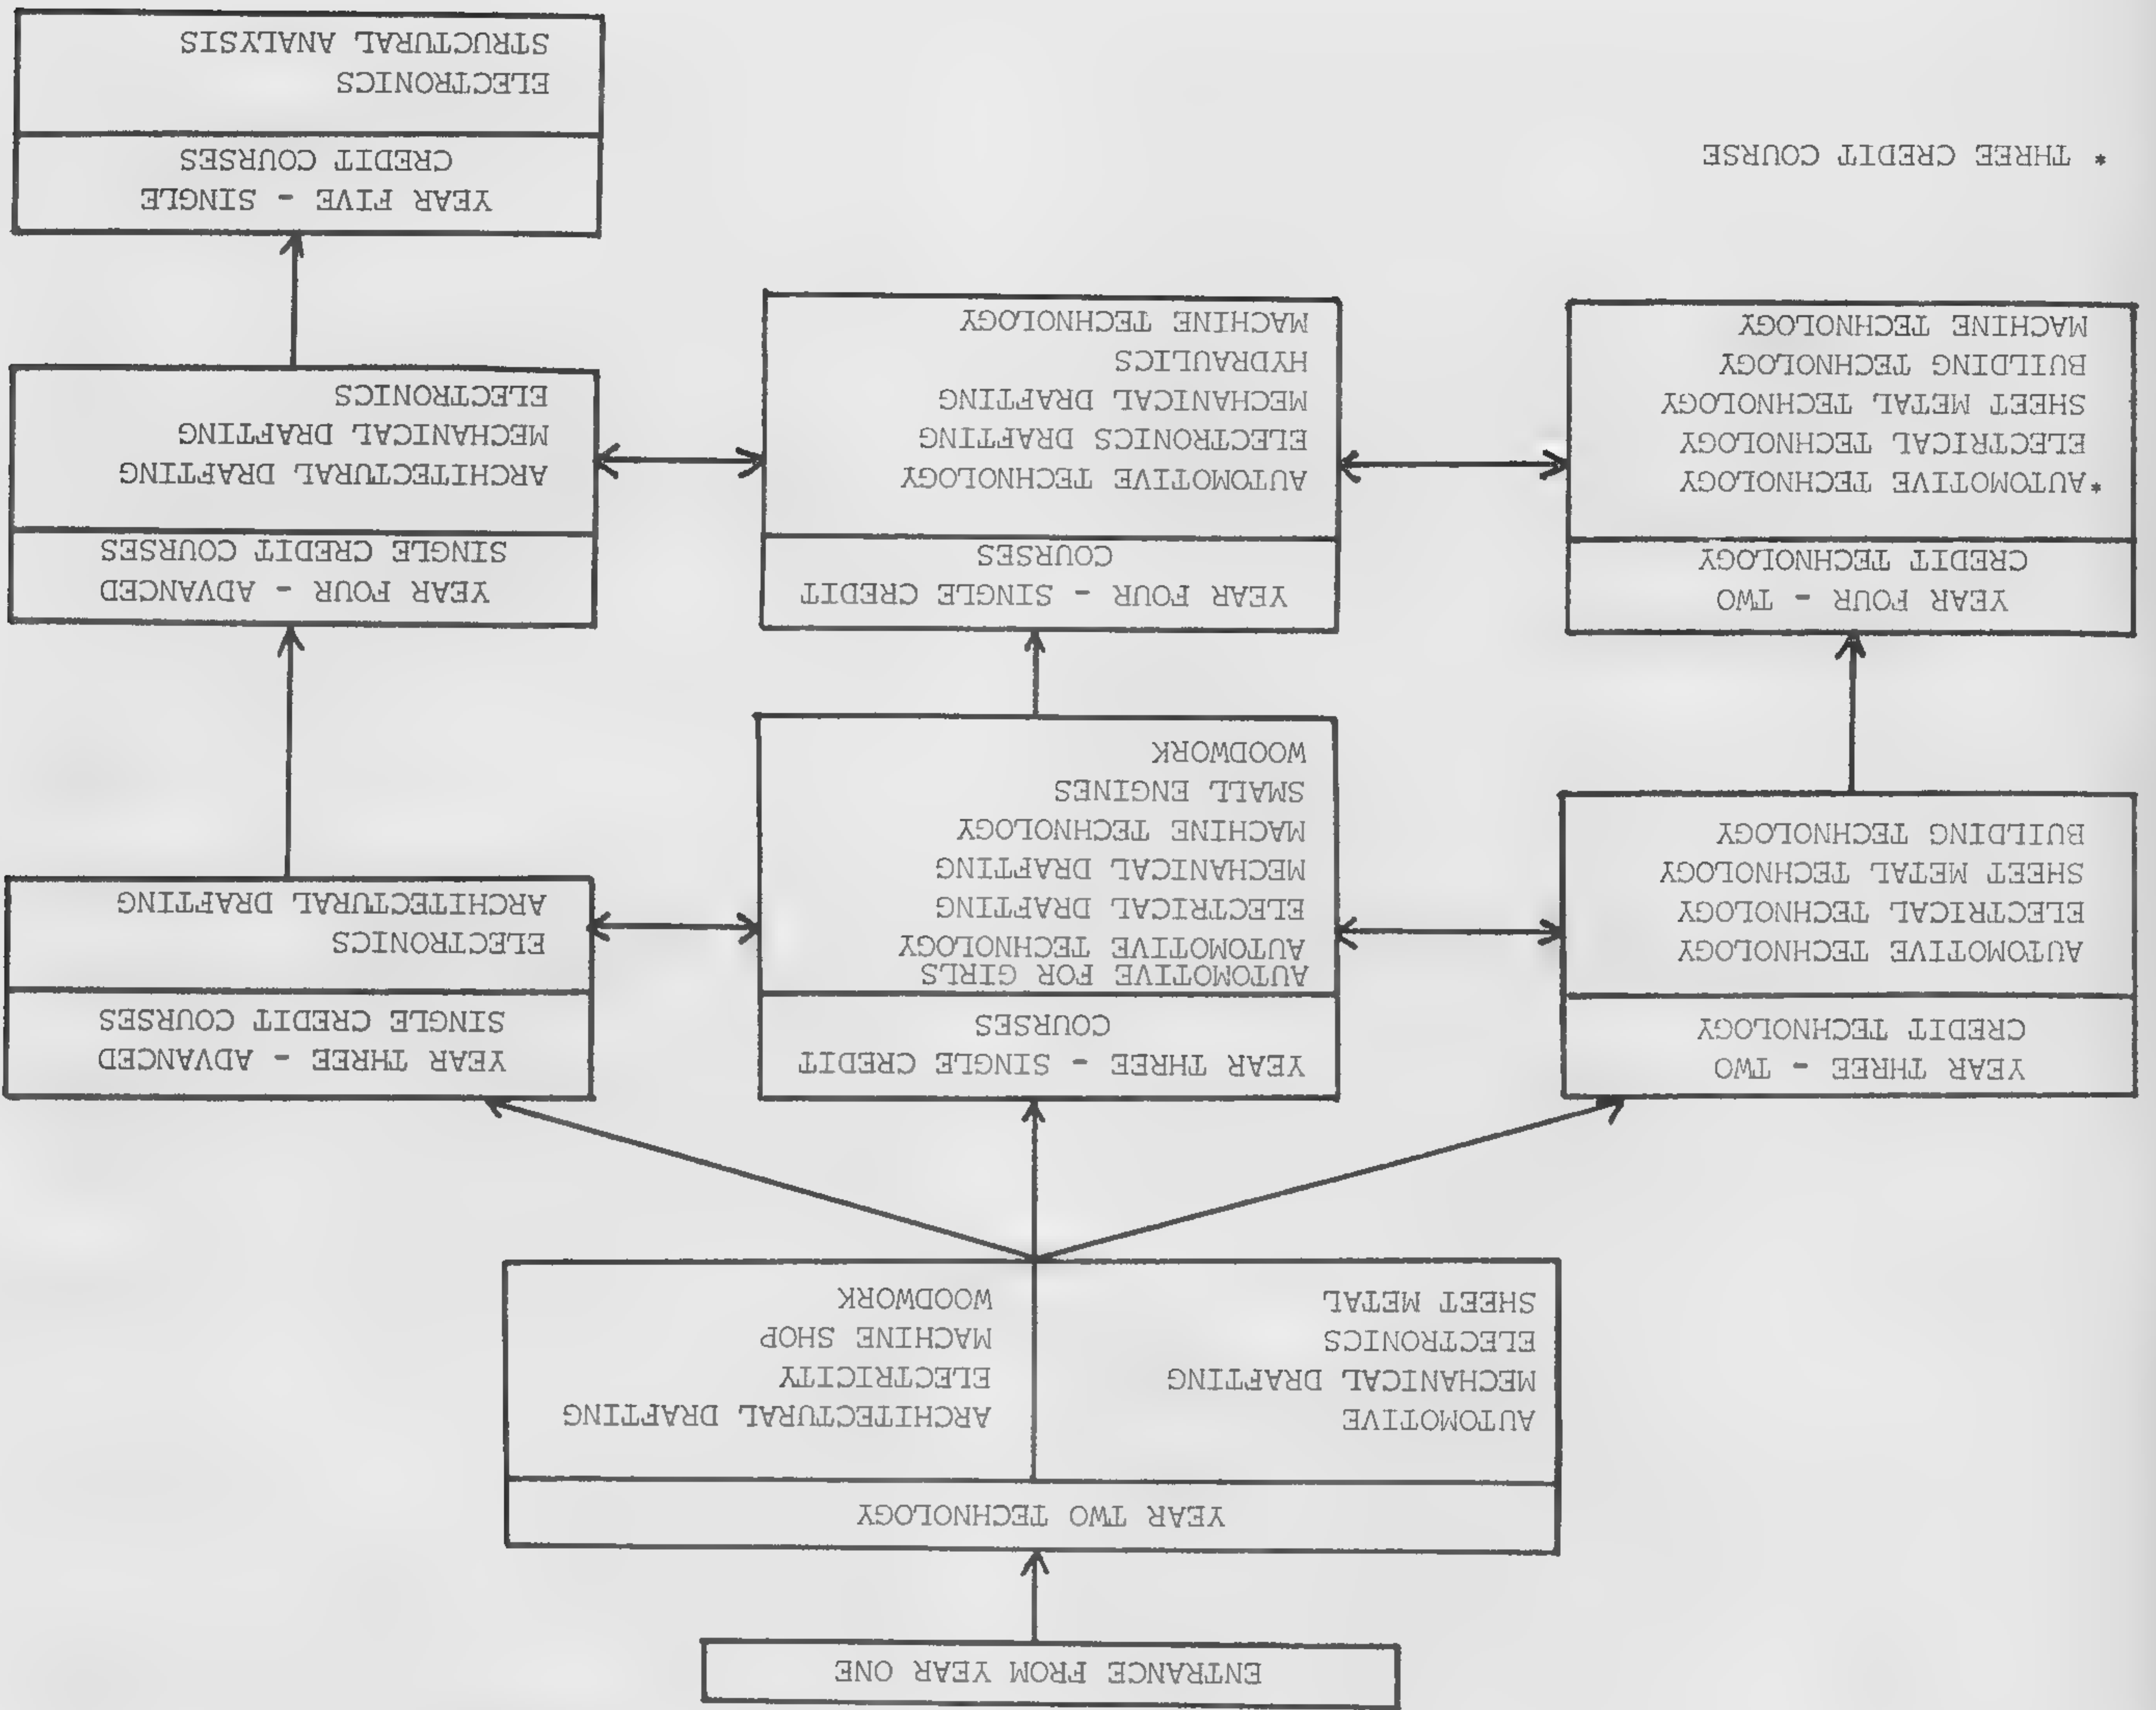 ENTRANCE FROM YEAR ONE
YEAR TWO TECHNOLOGY
AUTOMOTIVE
MECHANICAL DRAFTING
ELECTRONICS
SHEET METAL
ARCHITECTURAL DRAFTING
ELECTRICITY
MACHINE SHOP
WOODWORK
YEAR THREE - TWO
CREDIT TECHNOLOGY
AUTOMOTIVE TECHNOLOGY
ELECTRICAL TECHNOLOGY
SHEET METAL TECHNOLOGY
BUILDING TECHNOLOGY
YEAR THREE - SINGLE CREDIT
COURSES
AUTOMOTIVE FOR GIRLS
AUTOMOTIVE TECHNOLOGY
ELECTRICAL DRAFTING
MECHANICAL DRAFTING
MACHINE TECHNOLOGY
SMALL ENGINES
WOODWORK
YEAR THREE - ADVANCED
SINGLE CREDIT COURSES
ELECTRONICS
ARCHITECTURAL DRAFTING
YEAR FOUR - TWO
CREDIT TECHNOLOGY
*AUTOMOTIVE TECHNOLOGY
ELECTRICAL TECHNOLOGY
SHEET METAL TECHNOLOGY
BUILDING TECHNOLOGY
MACHINE TECHNOLOGY
YEAR FOUR - SINGLE CREDIT
COURSES
AUTOMOTIVE TECHNOLOGY
ELECTRONICS DRAFTING
MECHANICAL DRAFTING
HYDRAULICS
MACHINE TECHNOLOGY
YEAR FOUR - ADVANCED
SINGLE CREDIT COURSES
ARCHITECTURAL DRAFTING
MECHANICAL DRAFTING
ELECTRONICS
* THREE CREDIT COURSE
YEAR FIVE - SINGLE
CREDIT COURSES
ELECTRONICS
STRUCTURAL ANALYSIS